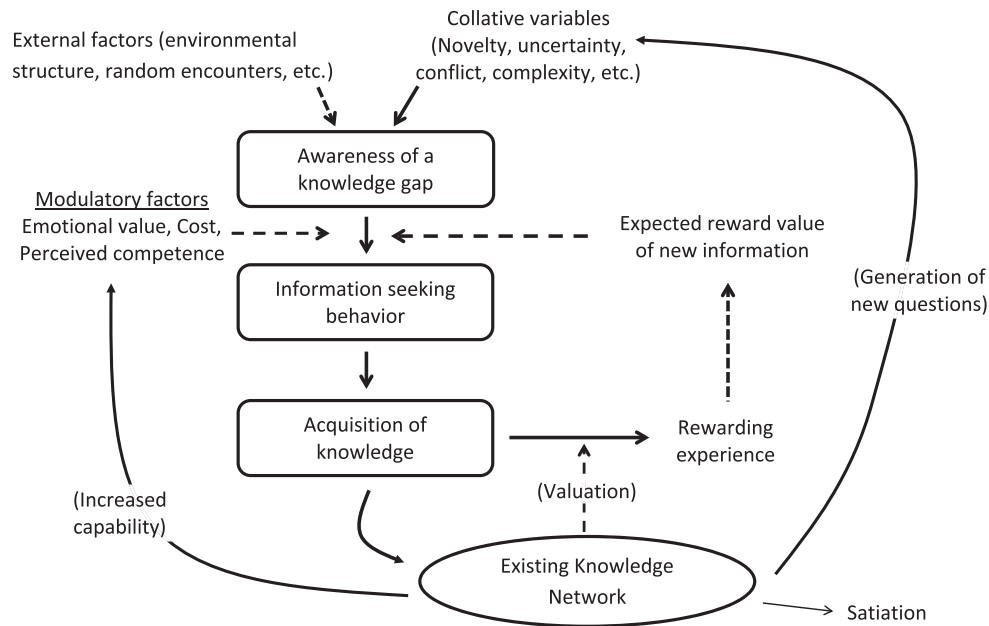 External factors (environmental
structure, random encounters, etc.)
Collative variables
(Novelty, uncertainty,
conflict, complexity, etc.)
Awareness of a
knowledge gap
Modulatory factors
Emotional value, Cost,
Perceived competence
Expected reward value
of new information
(Generation of
new questions)
Information seeking
behavior
Acquisition of
knowledge
Rewarding
experience
(Increased
capability)
(Valuation)
Existing Knowledge
Network
Satiation